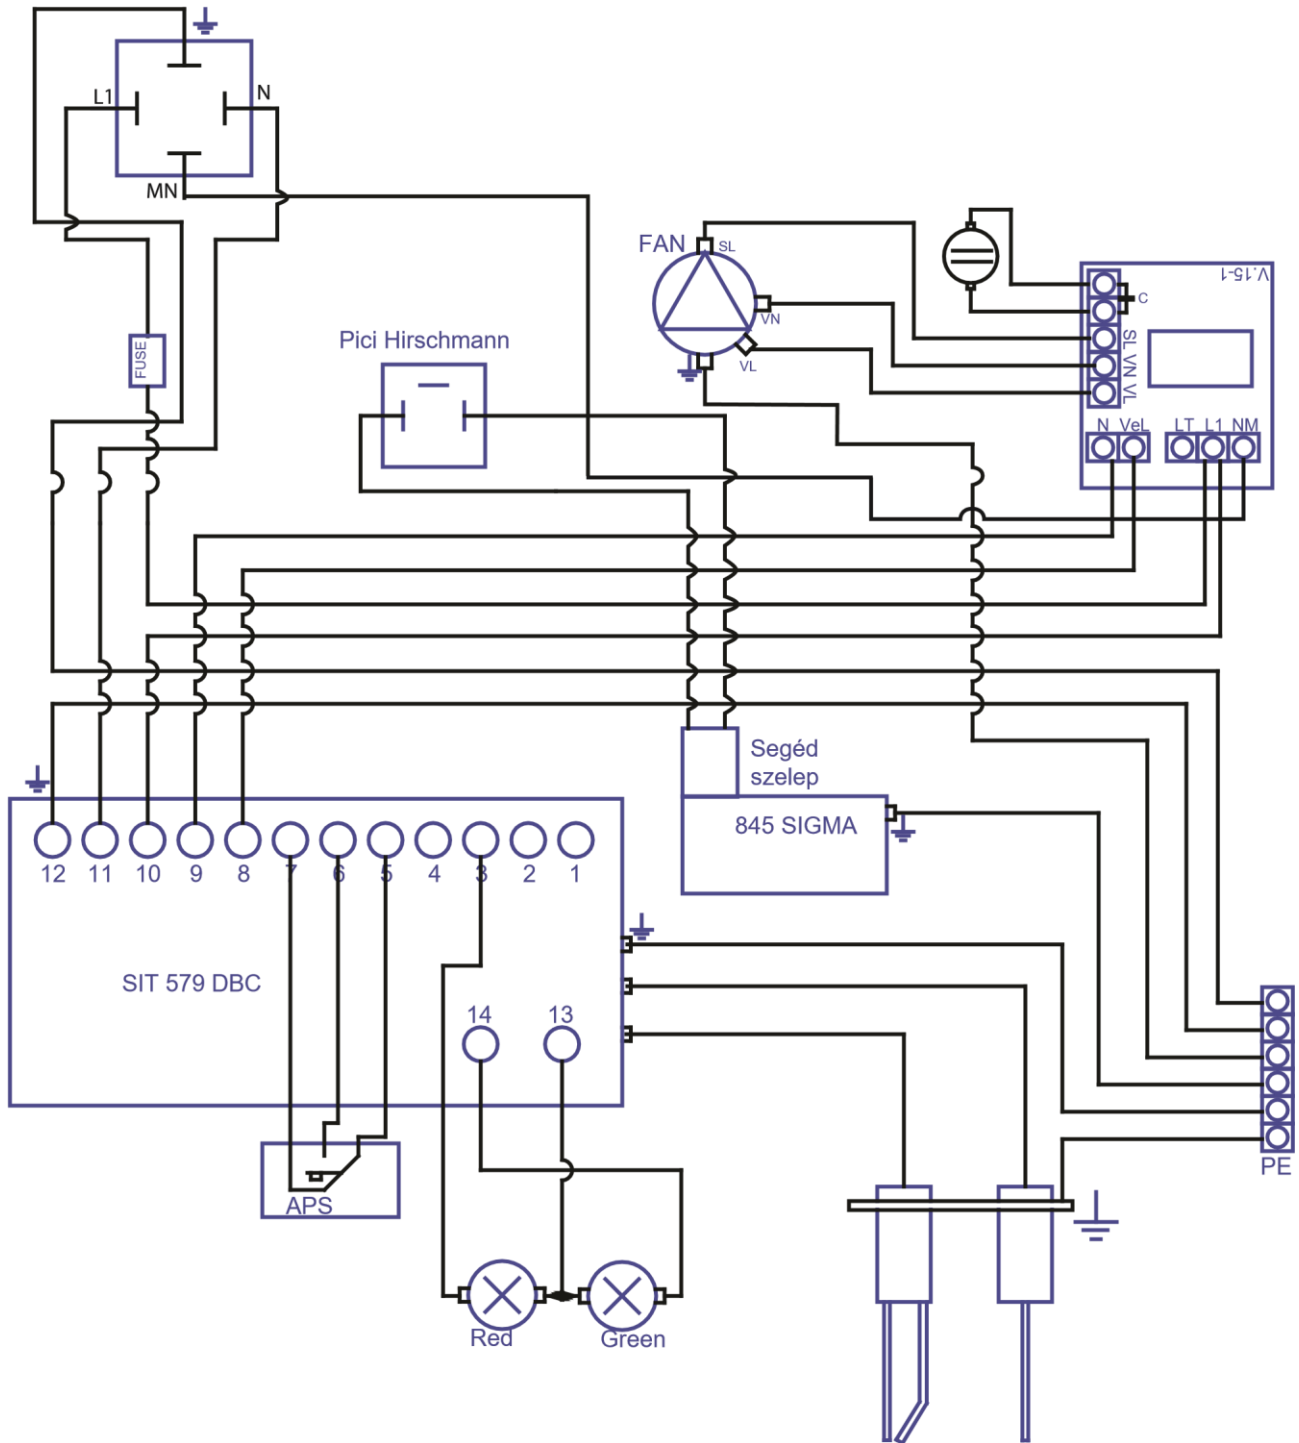 L1
N
MN
FAN
SL
VN
VL
V.15-1
C
SL VN VL
N VeL LT L1 NM
Pici Hirschmann
FUSE
Segéd
szelep
845 SIGMA
12 11 10 9 8 7 6 5 4 3 2 1
SIT 579 DBC
14 13
APS
Red
Green
PE